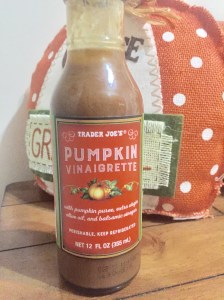 TRADER JOE'S®
PUMPKIN
VINAIGRETTE
with pumpkin puree, extra virgin
olive oil, and balsamic vinegar
PERISHABLE, KEEP REFRIGERATED
NET 12 FL OZ (355 mL)
GR